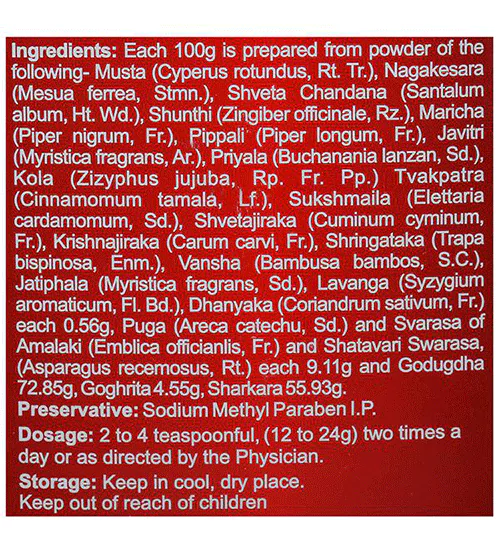 Ingredients: Each 100g is prepared from powder of the
following- Musta (Cyperus rotundus, Rt. Tr.), Nagakesara
(Mesua ferrea, Stmn.), Shveta Chandana (Santalum
album, Ht. Wd.), Shunthi (Zingiber officinale, Rz.), Maricha
(Piper nigrum, Fr.), Pippali (Piper longum, Fr.), Javitri
(Myristica fragrans, Ar.), Priyala (Buchanania lanzan, Sd.),
Kola (Zizyphus jujuba, Rp. Fr. Pp.) Tvakpatra
(Cinnamomum tamala, Lf.), Sukshmaila (Elettaria
cardamomum, Sd.), Shvetajiraka (Cuminum cyminum,
Fr.), Krishnajiraka (Carum carvi, Fr.), Shringataka (Trapa
bispinosa, Enm.), Vansha (Bambusa bambos, S.C.),
Jatiphala (Myristica fragrans, Sd.), Lavanga (Syzygium
aromaticum, Fl. Bd.), Dhanyaka (Coriandrum sativum, Fr.)
each 0.56g, Puga (Areca catechu, Sd.) and Svarasa of
Amalaki (Emblica officianlis, Fr.) and Shatavari Swarasa,
(Asparagus recemosus, Rt.) each 9.11g and Godugdha
72.85g, Goghrita 4.55g, Sharkara 55.93g.
Preservative: Sodium Methyl Paraben I.P.
Dosage: 2 to 4 teaspoonful, (12 to 24g) two times a
day or as directed by the Physician.
Storage: Keep in cool, dry place.
Keep out of reach of children